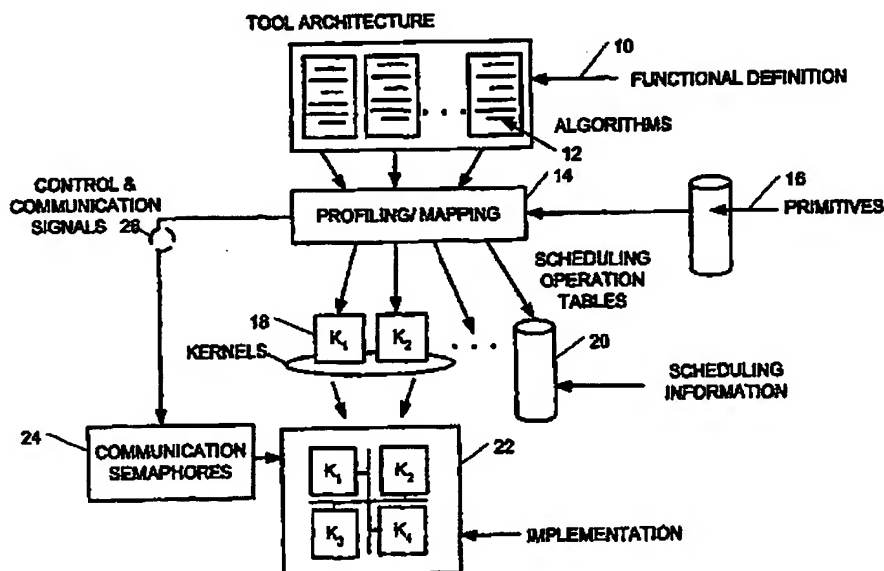 TOOL ARCHITECTURE
10
FUNCTIONAL DEFINITION
ALGORITHMS
12
CONTROL &
COMMUNICATION
SIGNALS 26
14
16
PROFILING/ MAPPING
PRIMITIVES
SCHEDULING
OPERATION
TABLES
18
K1
K2
KERNELS
20
SCHEDULING
INFORMATION
24
COMMUNICATION
SEMAPHORES
22
K1
K2
K3
IMPLEMENTATION